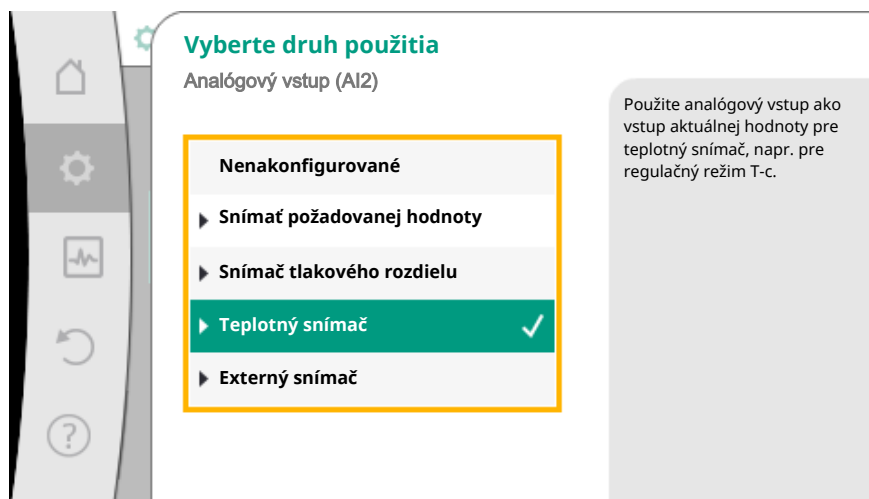 Vyberte druh použitia
Analógový vstup (AI2)
Nenakonfigurované
Snímať požadovanej hodnoty
Snímač tlakového rozdielu
Teplotný snímač
Externý snímač
Použite analógový vstup ako
vstup aktuálnej hodnoty pre
teplotný snímač, napr. pre
regulačný režim T-c.
?